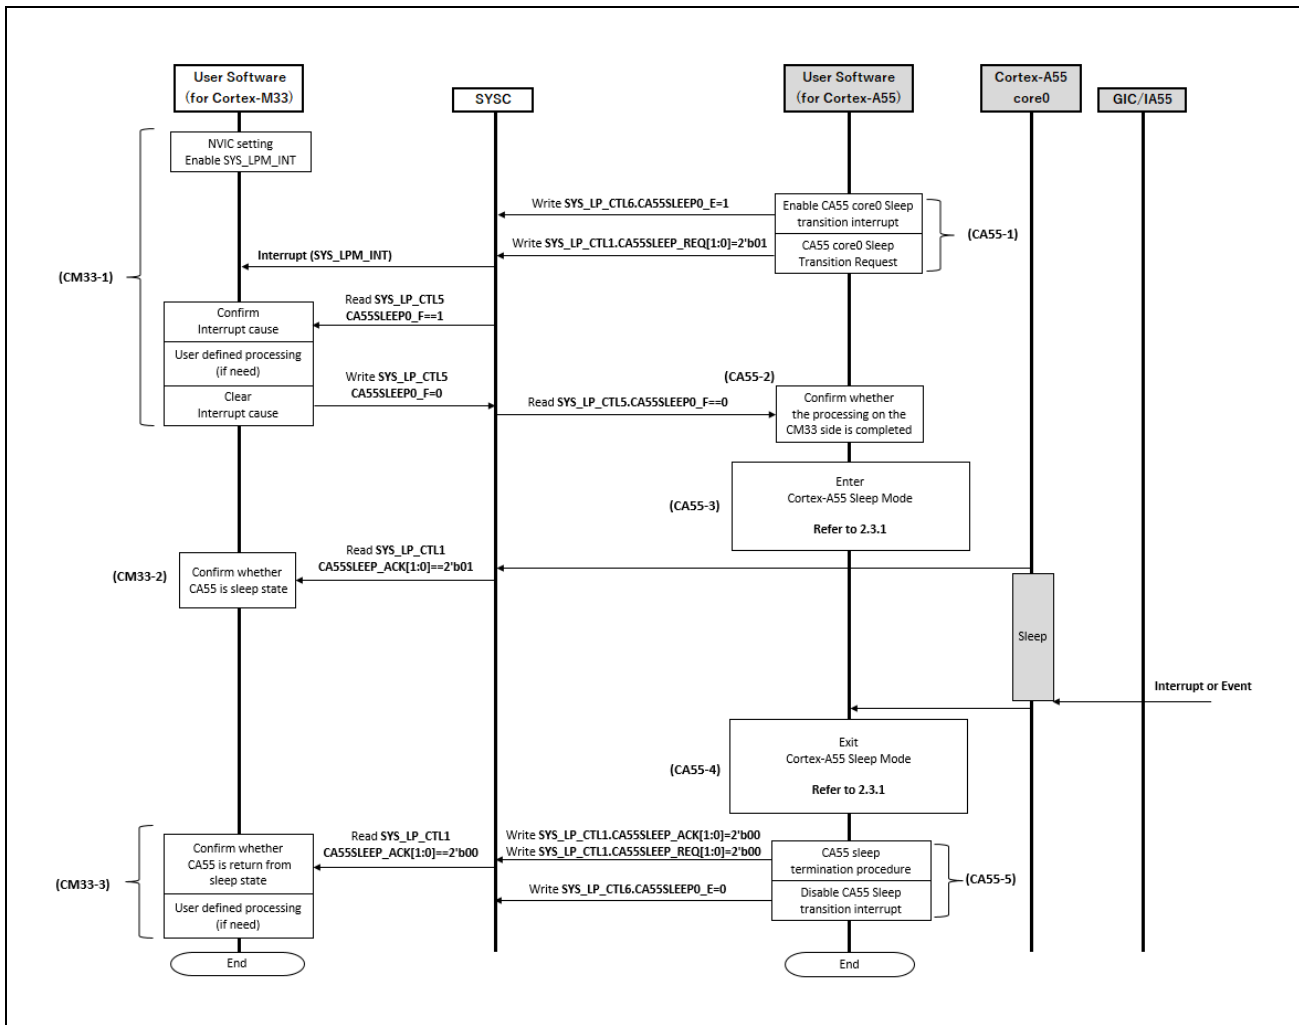 User Software
(for Cortex-M33)
SYSC
User Software
(for Cortex-A55)
Cortex-A55
core0
GIC/IA55
NVIC setting
Enable SYS_LPM_INT
Write SYS_LP_CTL6.CA55SLEEP0_E=1
Enable CA55 core0 Sleep
transition interrupt
(CA55-1)
Write SYS_LP_CTL1.CA55SLEEP_REQ[1:0]=2'b01
CA55 core0 Sleep
Transition Request
Interrupt (SYS_LPM_INT)
(CM33-1)
Read SYS_LP_CTL5
CA55SLEEP0_F==1
Confirm
Interrupt cause
User defined processing
(if need)
Write SYS_LP_CTL5
CA55SLEEP0_F=0
Clear
Interrupt cause
(CA55-2)
Read SYS_LP_CTL5.CA55SLEEP0_F==0
Confirm whether
the processing on the
CM33 side is completed
(CA55-3)
Enter
Cortex-A55 Sleep Mode
Refer to 2.3.1
Read SYS_LP_CTL1
CA55SLEEP_ACK[1:0]==2'b01
(CM33-2)
Confirm whether
CA55 is sleep state
Sleep
Interrupt or Event
(CA55-4)
Exit
Cortex-A55 Sleep Mode
Refer to 2.3.1
Read SYS_LP_CTL1
CA55SLEEP_ACK[1:0]==2'b00
Write SYS_LP_CTL1.CA55SLEEP_ACK[1:0]=2'b00
Write SYS_LP_CTL1.CA55SLEEP_REQ[1:0]=2'b00
Confirm whether
CA55 is return from
sleep state
CA55 sleep
termination procedure
(CM33-3)
(CA55-5)
Write SYS_LP_CTL6.CA55SLEEP0_E=0
Disable CA55 Sleep
transition interrupt
User defined processing
(if need)
End
End